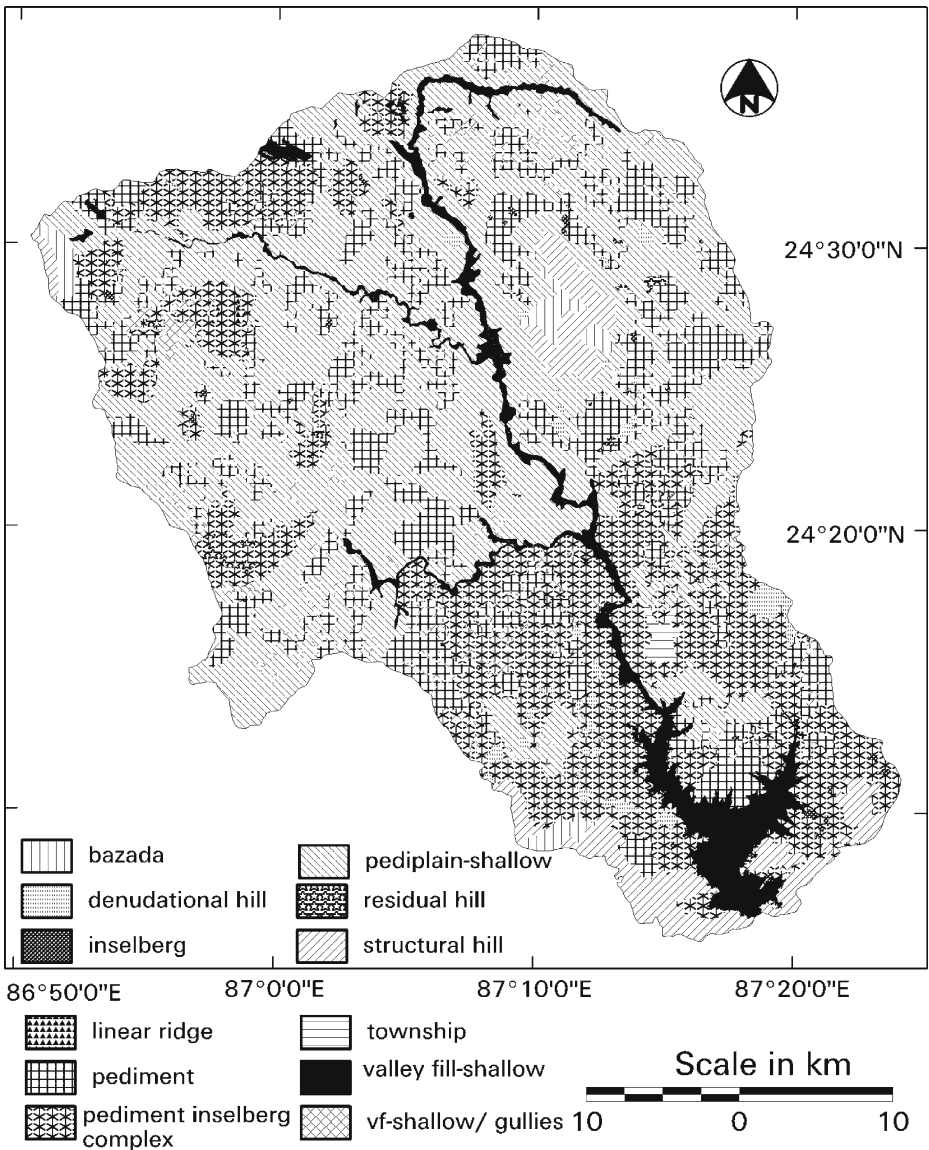 N
24°30'0"N
24°20'0"N
bazada
pediplain-shallow
denudational hill
residual hill
inselberg
structural hill
86°50'0"E
87°0'0"E
87°10'0"E
87°20'0"E
linear ridge
township
pediment
valley fill-shallow
pediment inselberg
complex
vf-shallow/ gullies
Scale in km
10
0
10